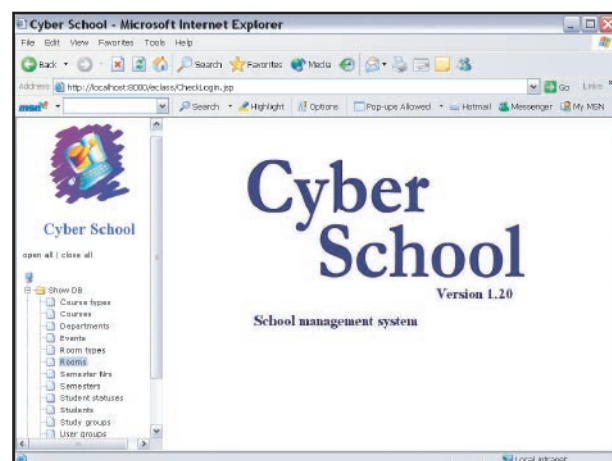 Cyber School - Microsoft Internet Explorer
File Edit View Favorites Tools Help
Back Search Favorites Media
Address http://localhost:8000/eclass/CheckLogin.jsp Go Links »
msn Search Highlight Options Pop-ups Allowed Hotmail Messenger My MSN
Cyber School
open all | close all
Show DB
Course types
Courses
Departments
Events
Room types
Rooms
Semester Nrs
Semesters
Student statuses
Students
Study groups
User groups
Cyber
School
Version 1.20
School management system
Local intranet